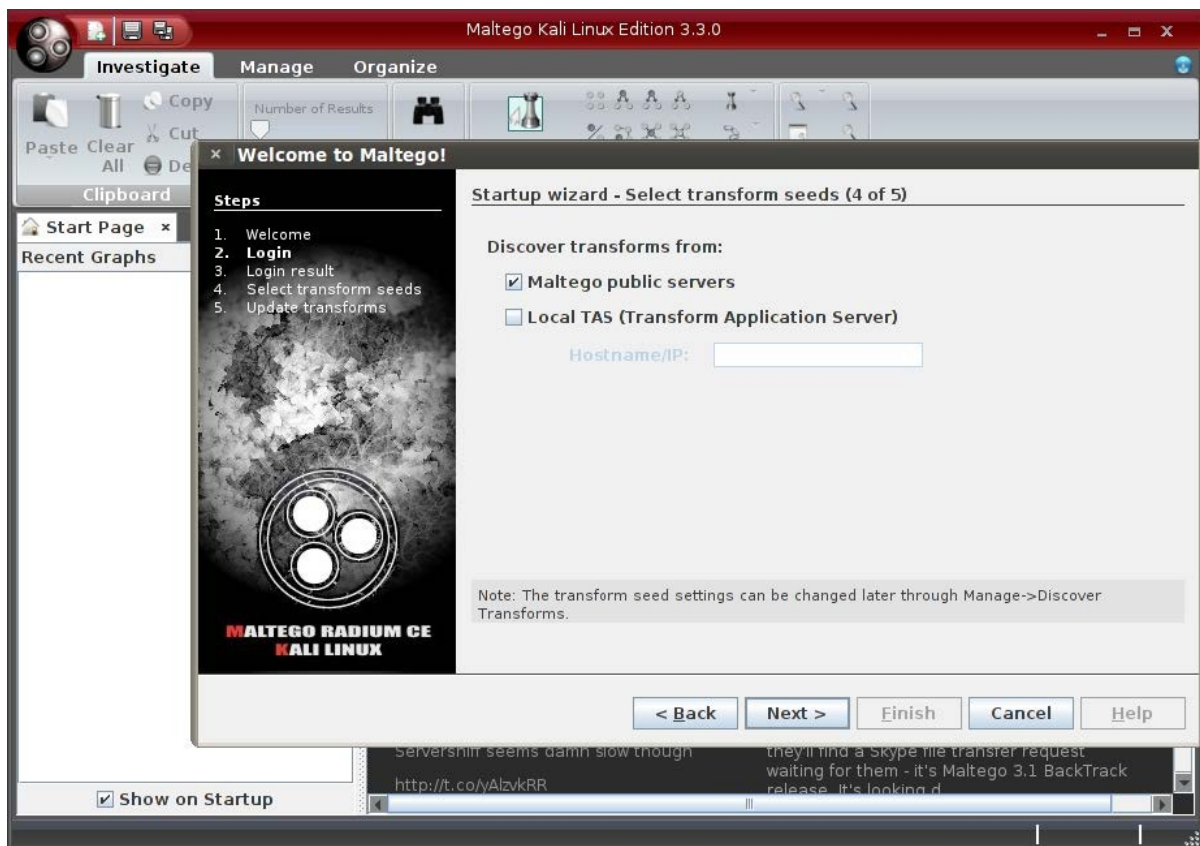 Maltego Kali Linux Edition 3.3.0
Investigate Manage Organize
Paste
Clear All
Copy
Cut
De
Clipboard
Number of Results
Start Page
Recent Graphs
Show on Startup
Welcome to Maltego!
Steps
1. Welcome
2. Login
3. Login result
4. Select transform seeds
5. Update transforms
MALTEGO RADIUM CE
KALI LINUX
Startup wizard - Select transform seeds (4 of 5)
Discover transforms from:
Maltego public servers
Local TAS (Transform Application Server)
Hostname/IP:
Note: The transform seed settings can be changed later through Manage->Discover
Transforms.
< Back Next > Finish Cancel Help
Serversniff seems damn slow though
http://t.co/yAlzvkRR
they'll find a Skype file transfer request
waiting for them - it's Maltego 3.1 BackTrack
release. It's looking d